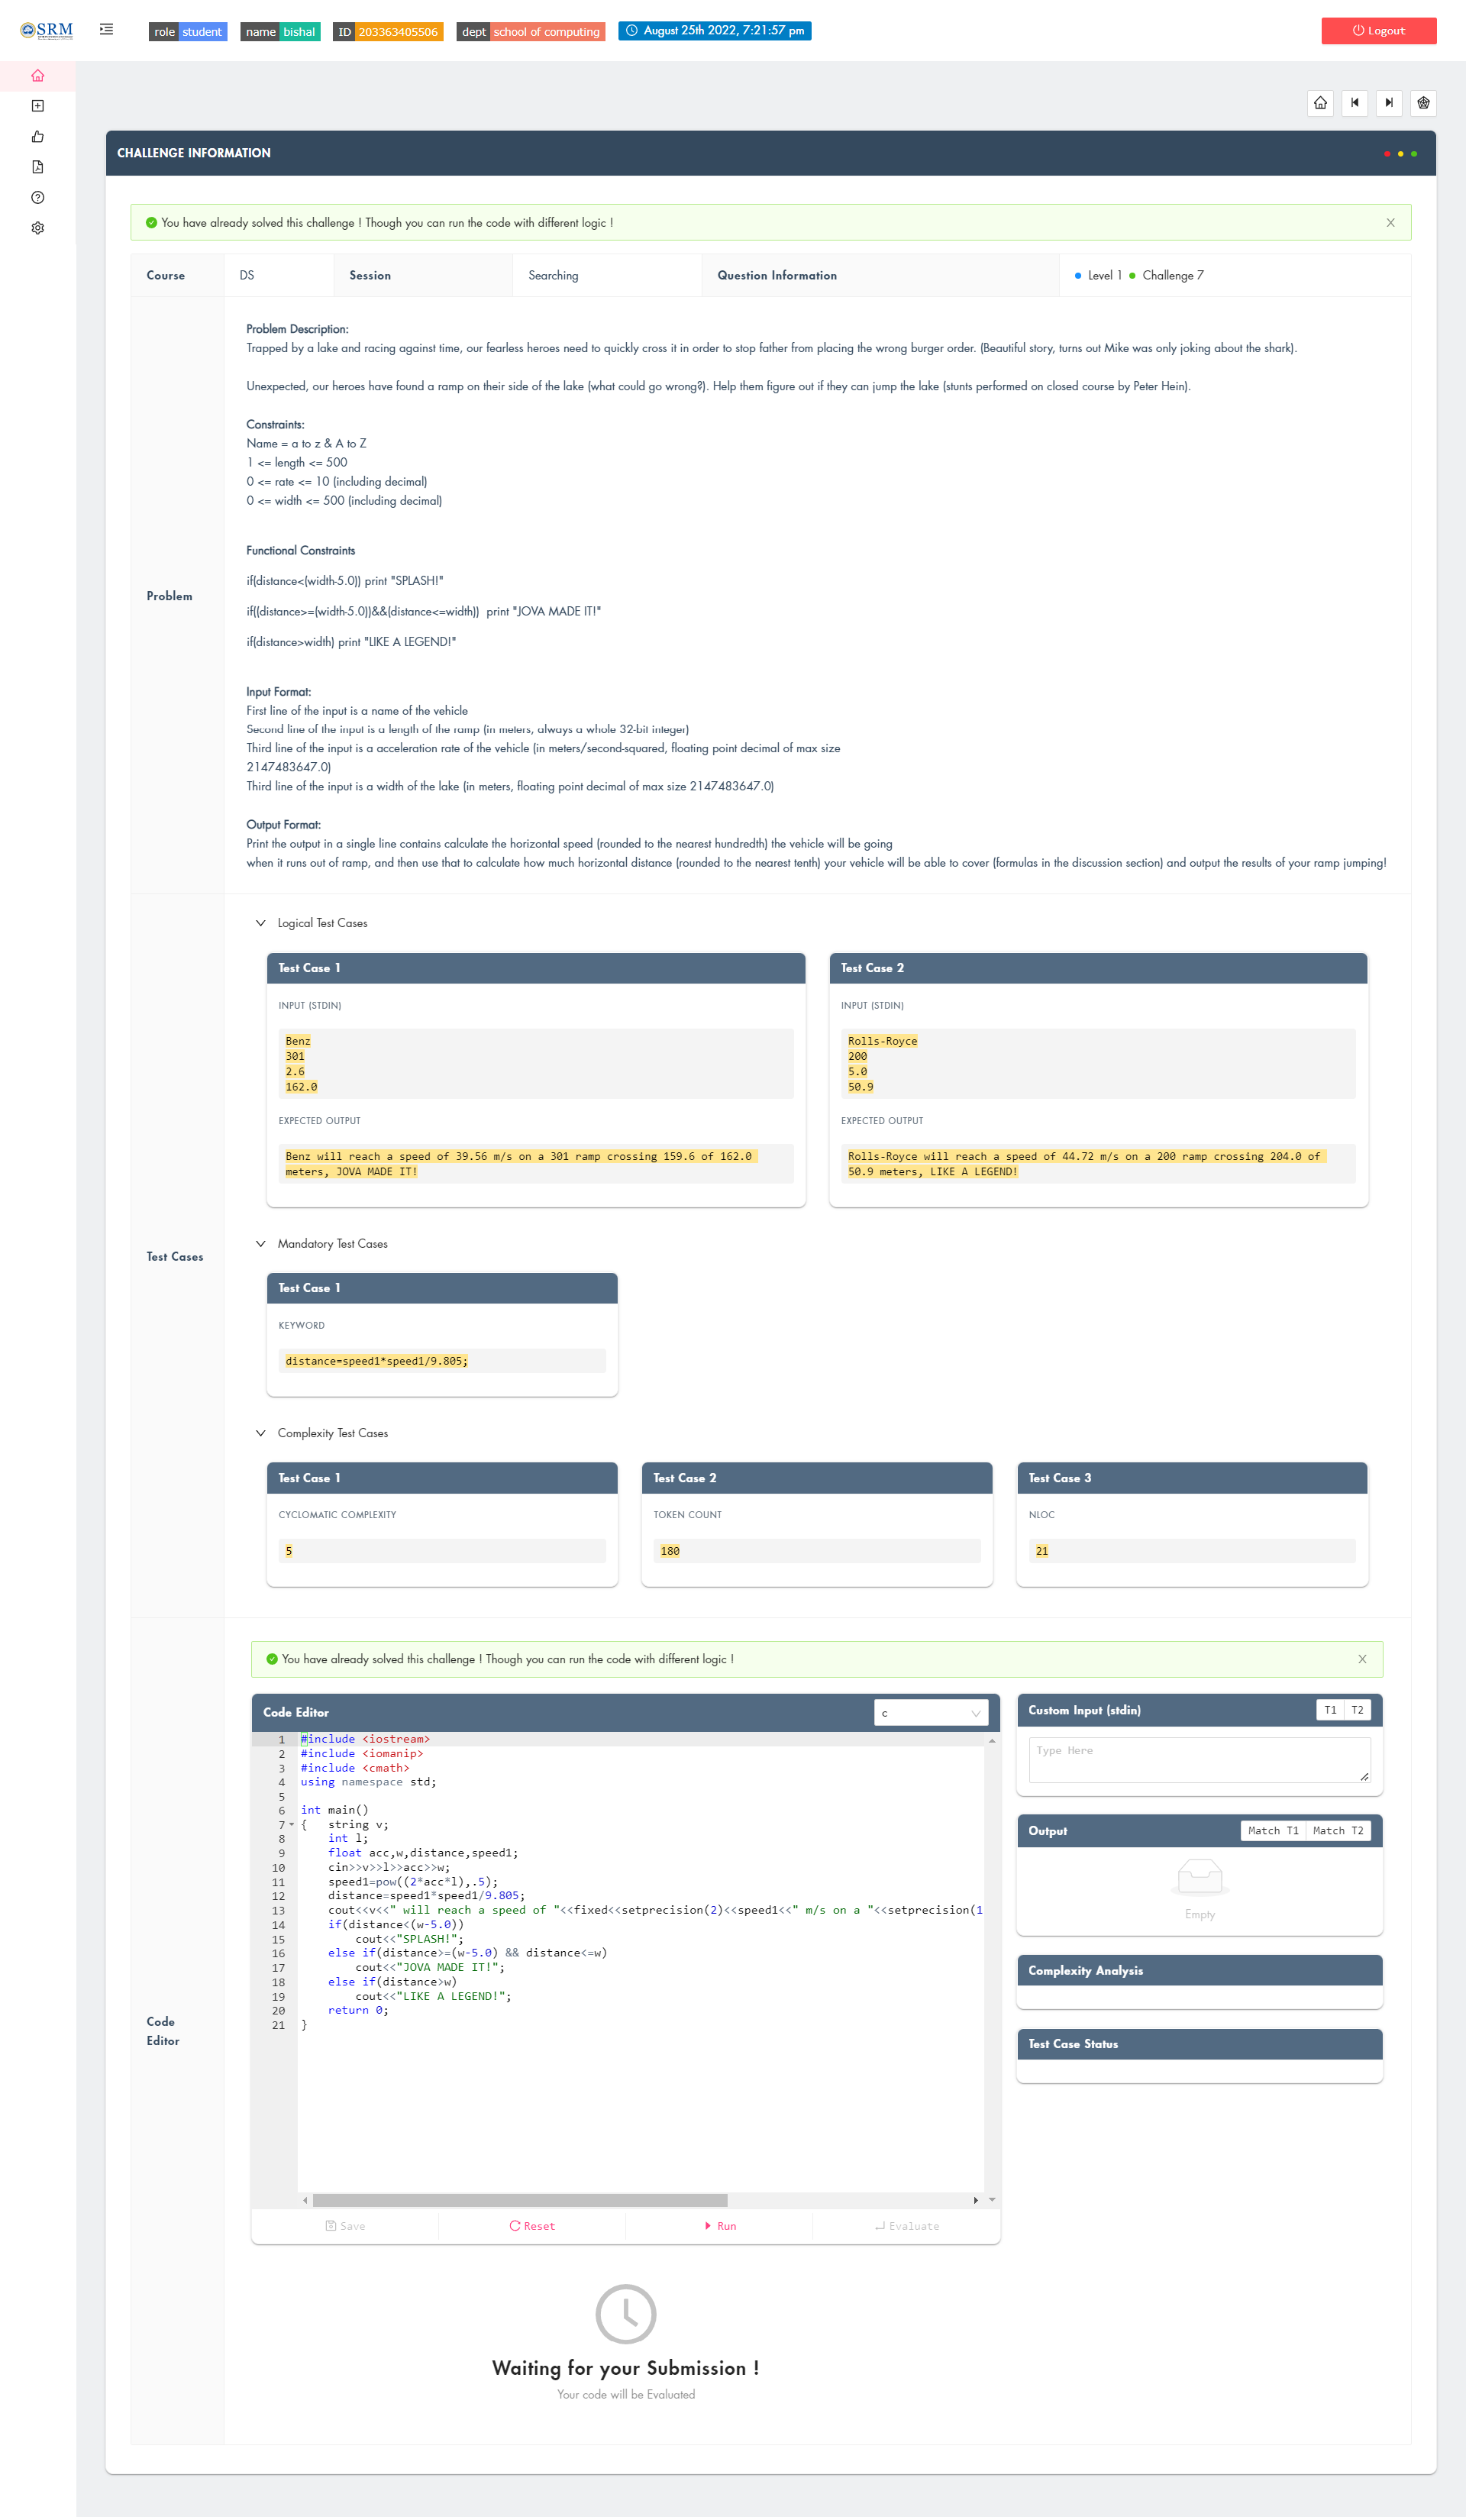 SRM
role student
name bishal
ID 203363405506
dept school of computing
August 25th 2022, 7:21:57 pm
Logout
CHALLENGE INFORMATION
You have already solved this challenge ! Though you can run the code with different logic !
Course DS Session Searching Question Information Level 1 Challenge 7
Problem
Problem Description:
Trapped by a lake and racing against time, our fearless heroes need to quickly cross it in order to stop father from placing the wrong burger order. (Beautiful story, turns out Mike was only joking about the shark).
Unexpected, our heroes have found a ramp on their side of the lake (what could go wrong?). Help them figure out if they can jump the lake (stunts performed on closed course by Peter Hein).
Constraints:
Name = a to z & A to Z
1 <= length <= 500
0 <= rate <= 10 (including decimal)
0 <= width <= 500 (including decimal)
Functional Constraints
if(distance<(width-5.0)) print "SPLASH!"
if((distance>=(width-5.0))&&(distance<=width))  print "JOVA MADE IT!"
if(distance>width) print "LIKE A LEGEND!"
Input Format:
First line of the input is a name of the vehicle
Second line of the input is a length of the ramp (in meters, always a whole 32-bit integer)
Third line of the input is a acceleration rate of the vehicle (in meters/second-squared, floating point decimal of max size
2147483647.0)
Third line of the input is a width of the lake (in meters, floating point decimal of max size 2147483647.0)
Output Format:
Print the output in a single line contains calculate the horizontal speed (rounded to the nearest hundredth) the vehicle will be going
when it runs out of ramp, and then use that to calculate how much horizontal distance (rounded to the nearest tenth) your vehicle will be able to cover (formulas in the discussion section) and output the results of your ramp jumping!
Test Cases
Logical Test Cases
Test Case 1
INPUT (STDIN)
Benz
301
2.6
162.0
EXPECTED OUTPUT
Benz will reach a speed of 39.56 m/s on a 301 ramp crossing 159.6 of 162.0
meters, JOVA MADE IT!
Test Case 2
INPUT (STDIN)
Rolls-Royce
200
5.0
50.9
EXPECTED OUTPUT
Rolls-Royce will reach a speed of 44.72 m/s on a 200 ramp crossing 204.0 of
50.9 meters, LIKE A LEGEND!
Mandatory Test Cases
Test Case 1
KEYWORD
distance=speed1*speed1/9.805;
Complexity Test Cases
Test Case 1
CYCLOMATIC COMPLEXITY
5
Test Case 2
TOKEN COUNT
180
Test Case 3
NLOC
21
Code
Editor
You have already solved this challenge ! Though you can run the code with different logic !
Code Editor c
1 #include <iostream>
2 #include <iomanip>
3 #include <cmath>
4 using namespace std;
5
6 int main()
7 {   string v;
8     int l;
9     float acc,w,distance,speed1;
10     cin>>v>>l>>acc>>w;
11     speed1=pow((2*acc*l),.5);
12     distance=speed1*speed1/9.805;
13     cout<<v<<" will reach a speed of "<<fixed<<setprecision(2)<<speed1<<" m/s on a "<<setprecision(1
14     if(distance<(w-5.0))
15         cout<<"SPLASH!";
16     else if(distance>=(w-5.0) && distance<=w)
17         cout<<"JOVA MADE IT!";
18     else if(distance>w)
19         cout<<"LIKE A LEGEND!";
20     return 0;
21 }
Save
Reset
Run
Evaluate
Custom Input (stdin) T1 T2
Type Here
Output Match T1 Match T2
Empty
Complexity Analysis
Test Case Status
Waiting for your Submission !
Your code will be Evaluated